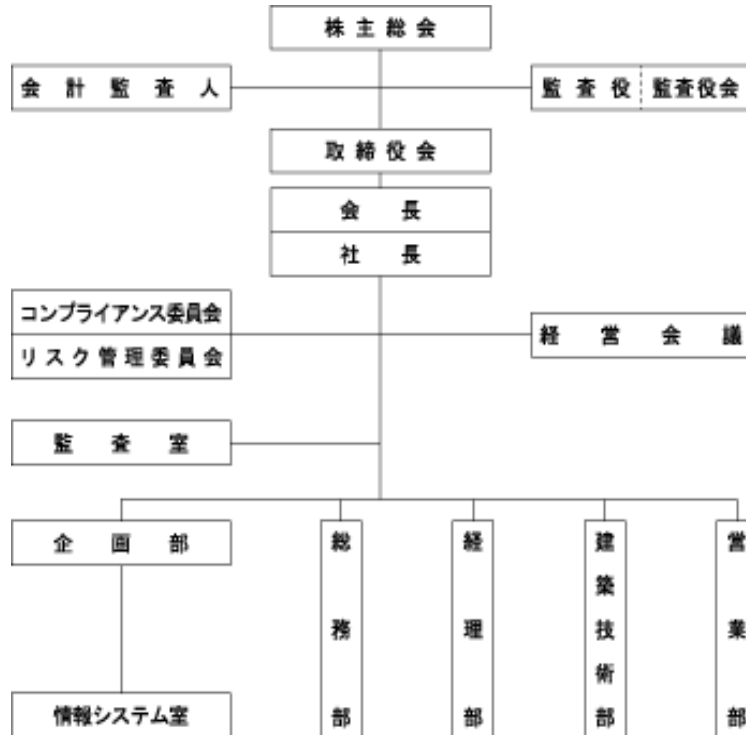 株主総会
会計監査人
監査役 監査役会
取締役会
会長
社長
コンプライアンス委員会
リスク管理委員会
経営会議
監査室
企画部
総務部
経理部
建築技術部
営業部
情報システム室